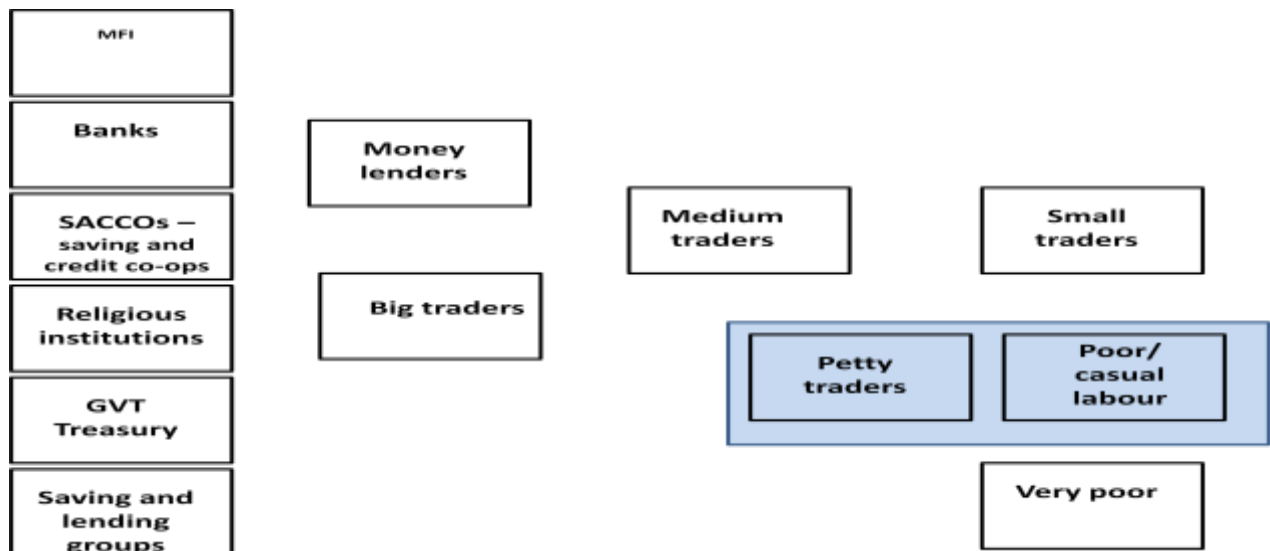 MFI
Banks
SACCOs –
saving and
credit co-ops
Religious
institutions
GVT
Treasury
Saving and
lending
groups
Money
lenders
Big traders
Medium
traders
Small
traders
Petty
traders
Poor/
casual
labour
Very poor